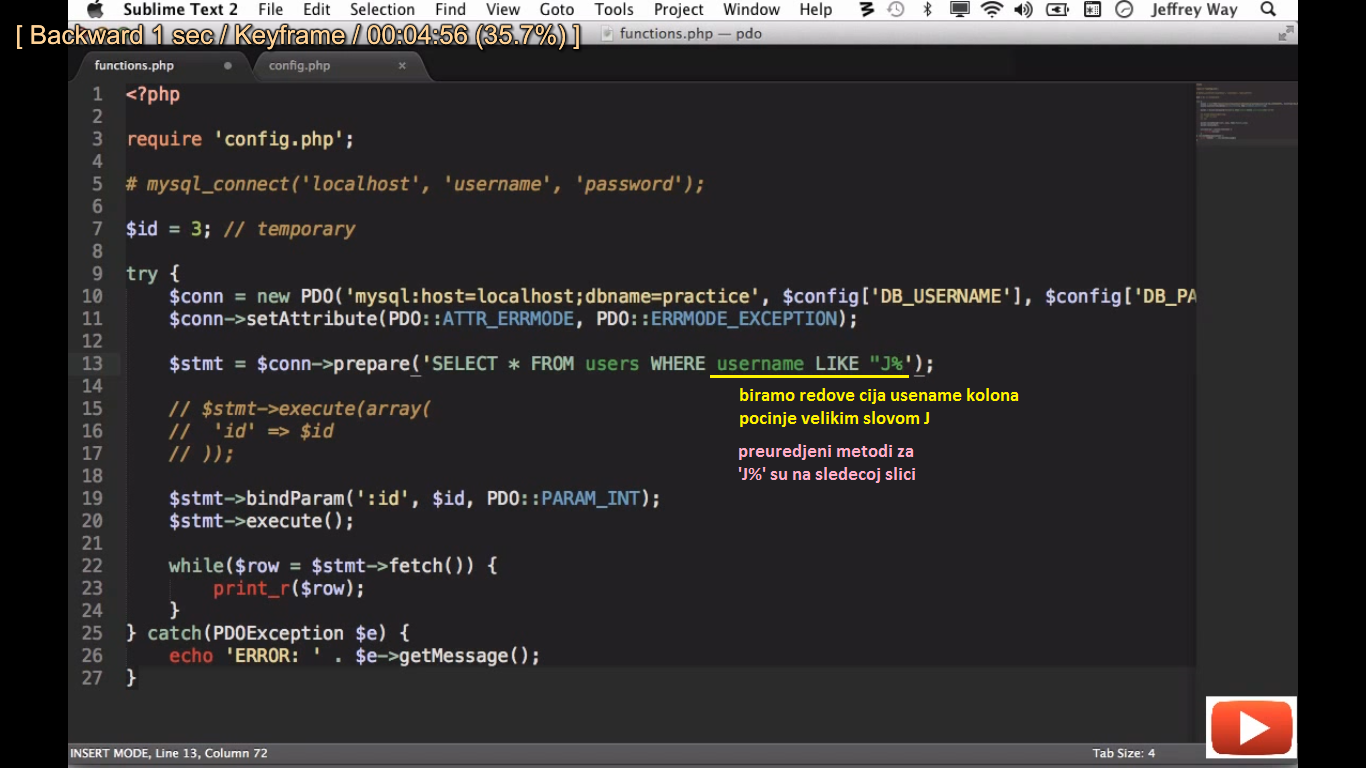 Sublime Text 2 File Edit Selection Find View Goto Tools Project Window Help Jeffrey Way
[ Backward 1 sec / Keyframe / 00:04:56 (35.7%) ]
functions.php — pdo
functions.php config.php
1 <?php
2
3 require 'config.php';
4
5 # mysql_connect('localhost', 'username', 'password');
6
7 $id = 3; // temporary
8
9 try {
10 $conn = new PDO('mysql:host=localhost;dbname=practice', $config['DB_USERNAME'], $config['DB_PA
11 $conn->setAttribute(PDO::ATTR_ERRMODE, PDO::ERRMODE_EXCEPTION);
12
13 $stmt = $conn->prepare('SELECT * FROM users WHERE username LIKE "J%');
14
biramo redove cija usename kolona
pocinje velikim slovom J
15 // $stmt->execute(array(
16 // 'id' => $id
17 // ));
preuredjeni metodi za
'J%' su na sledecoj slici
18
19 $stmt->bindParam(':id', $id, PDO::PARAM_INT);
20 $stmt->execute();
21
22 while($row = $stmt->fetch()) {
23 print_r($row);
24 }
25 } catch(PDOException $e) {
26 echo 'ERROR: ' . $e->getMessage();
27 }
INSERT MODE, Line 13, Column 72 Tab Size: 4